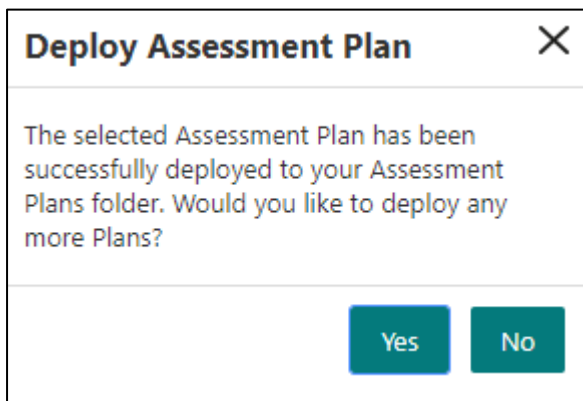 Deploy Assessment Plan
The selected Assessment Plan has been
successfully deployed to your Assessment
Plans folder. Would you like to deploy any
more Plans?
Yes No